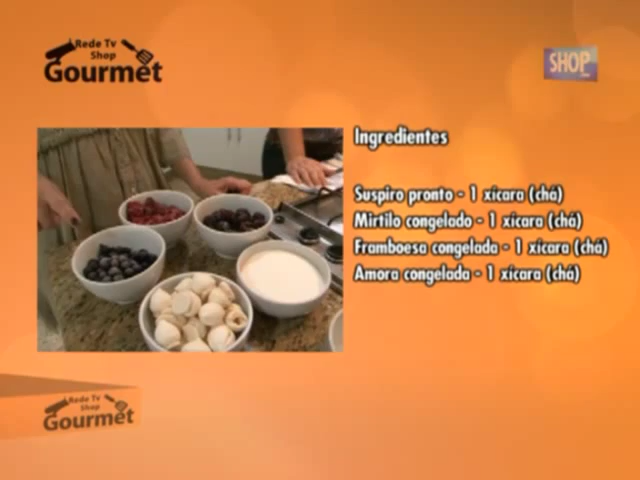 Rede Tv
Shop
Gourmet
SHOP
Ingredientes
Suspiro pronto - 1 xícara (chá)
Mirtilo congelado - 1 xícara (chá)
Framboesa congelada - 1 xícara (chá)
Amora congelada - 1 xícara (chá)
Rede Tv
Shop
Gourmet